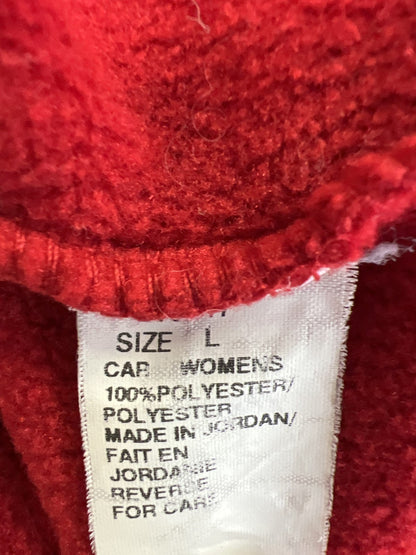 SIZE L
CAR WOMENS
100%POLYESTER/
POLYESTER
MADE IN JORDAN/
FAIT EN
JORDANIE
REVERSE
FOR CARE